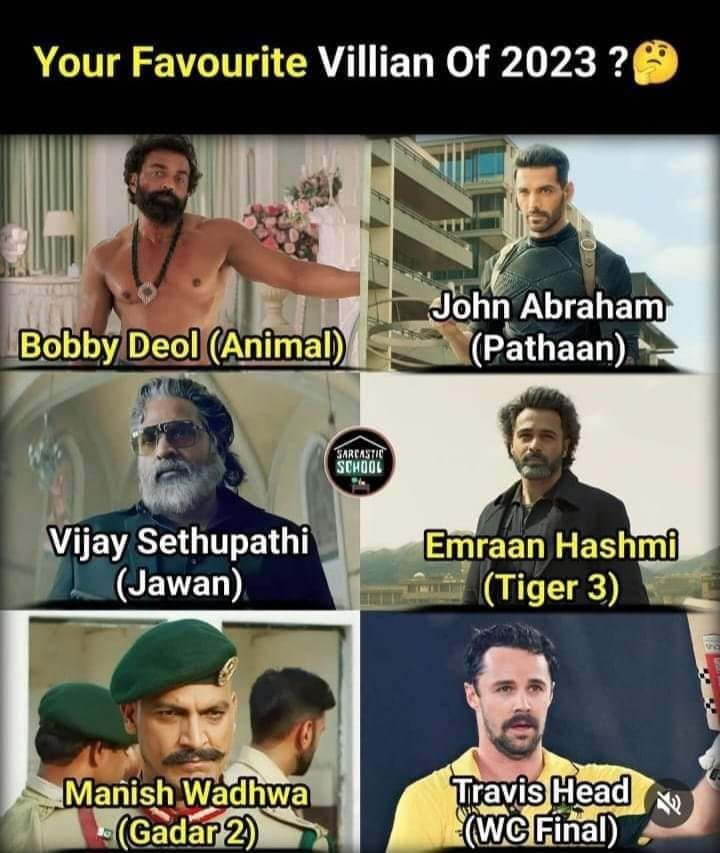 Your Favourite Villian Of 2023 ?🤔
Bobby Deol (Animal)
John Abraham
(Pathaan)
SARCASTIC
SCHOOL
Vijay Sethupathi
(Jawan)
Emraan Hashmi
(Tiger 3)
Manish Wadhwa
(Gadar 2)
Travis Head
(WC Final)